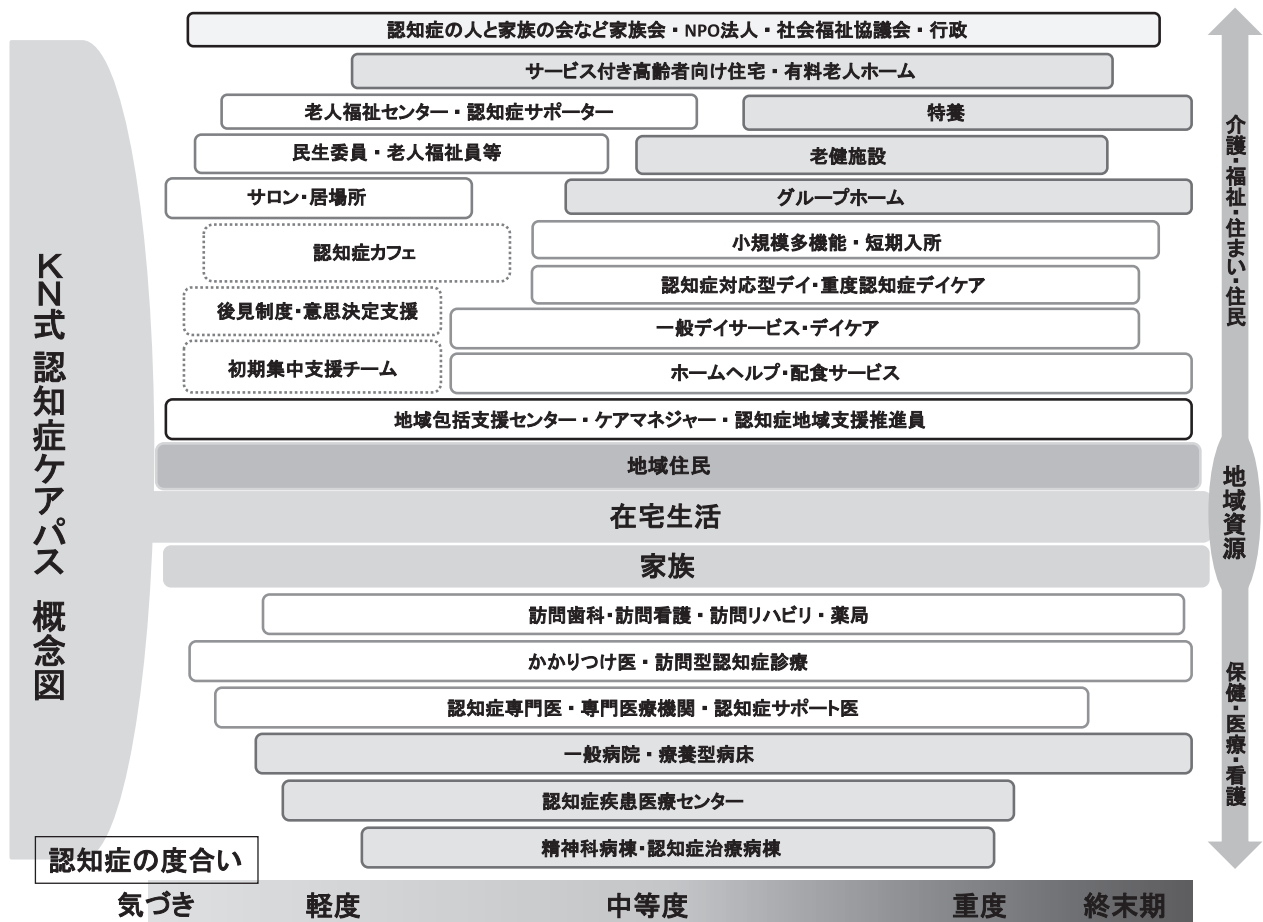 認知症の人と家族の会など家族会・NPO法人・社会福祉協議会・行政
サービス付き高齢者向け住宅・有料老人ホーム
老人福祉センター・認知症サポーター
特養
民生委員・老人福祉員等
老健施設
サロン・居場所
グループホーム
認知症カフェ
小規模多機能・短期入所
認知症対応型デイ・重度認知症デイケア
後見制度・意思決定支援
一般デイサービス・デイケア
初期集中支援チーム
ホームヘルプ・配食サービス
地域包括支援センター・ケアマネジャー・認知症地域支援推進員
地域住民
在宅生活
家族
訪問歯科・訪問看護・訪問リハビリ・薬局
かかりつけ医・訪問型認知症診療
認知症専門医・専門医療機関・認知症サポート医
一般病院・療養型病床
認知症疾患医療センター
精神科病棟・認知症治療病棟
KN式 認知症ケアパス 概念図
介護・福祉・住まい・住民
地域資源
保健・医療・看護
認知症の度合い
気づき 軽度 中等度 重度 終末期